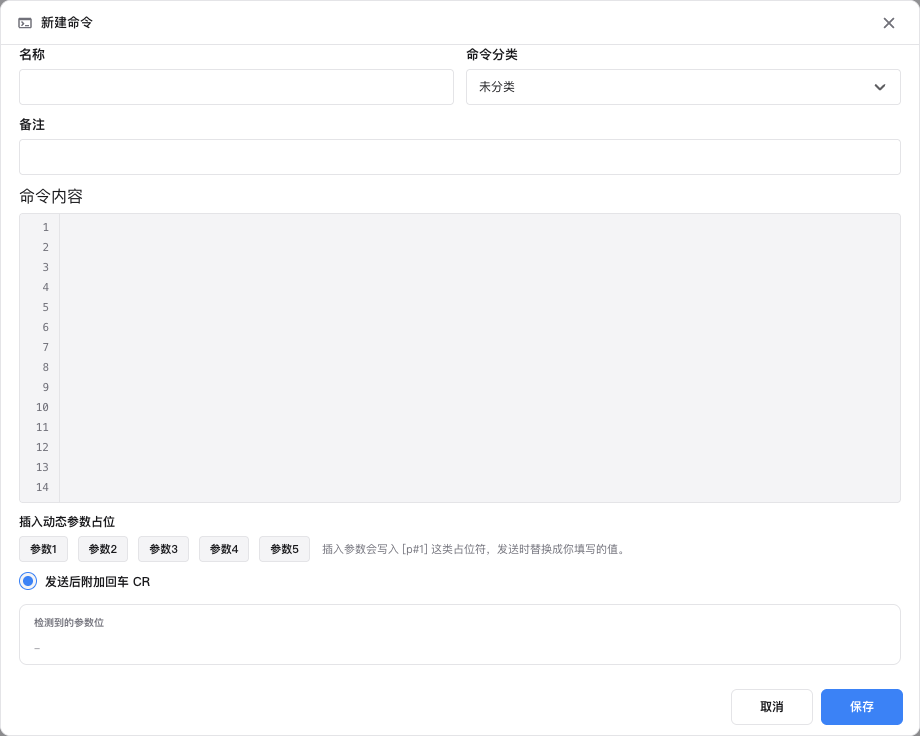 新建命令
名称
命令分类
未分类
备注
命令内容
1
2
3
4
5
6
7
8
9
10
11
12
13
14
插入动态参数占位
参数1 参数2 参数3 参数4 参数5 插入参数会写入 [p#1] 这类占位符，发送时替换成你填写的值。
发送后附加回车 CR
检测到的参数位
–
取消 保存